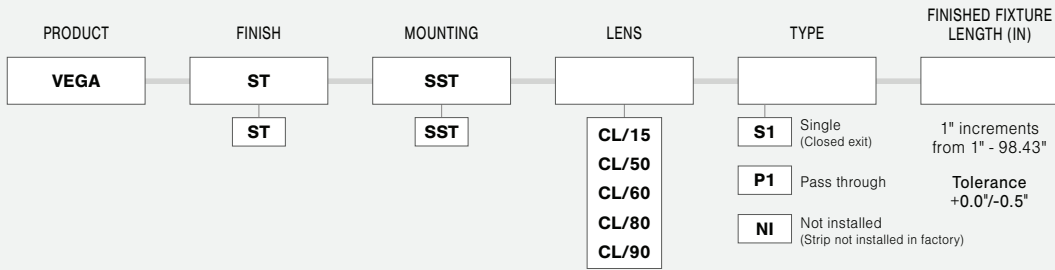 PRODUCT
FINISH
MOUNTING
LENS
TYPE
FINISHED FIXTURE
LENGTH (IN)
VEGA
ST
SST
ST
SST
CL/15
CL/50
CL/60
CL/80
CL/90
S1
Single
(Closed exit)
P1
Pass through
NI
Not installed
(Strip not installed in factory)
1" increments
from 1" - 98.43"
Tolerance
+0.0"/-0.5"